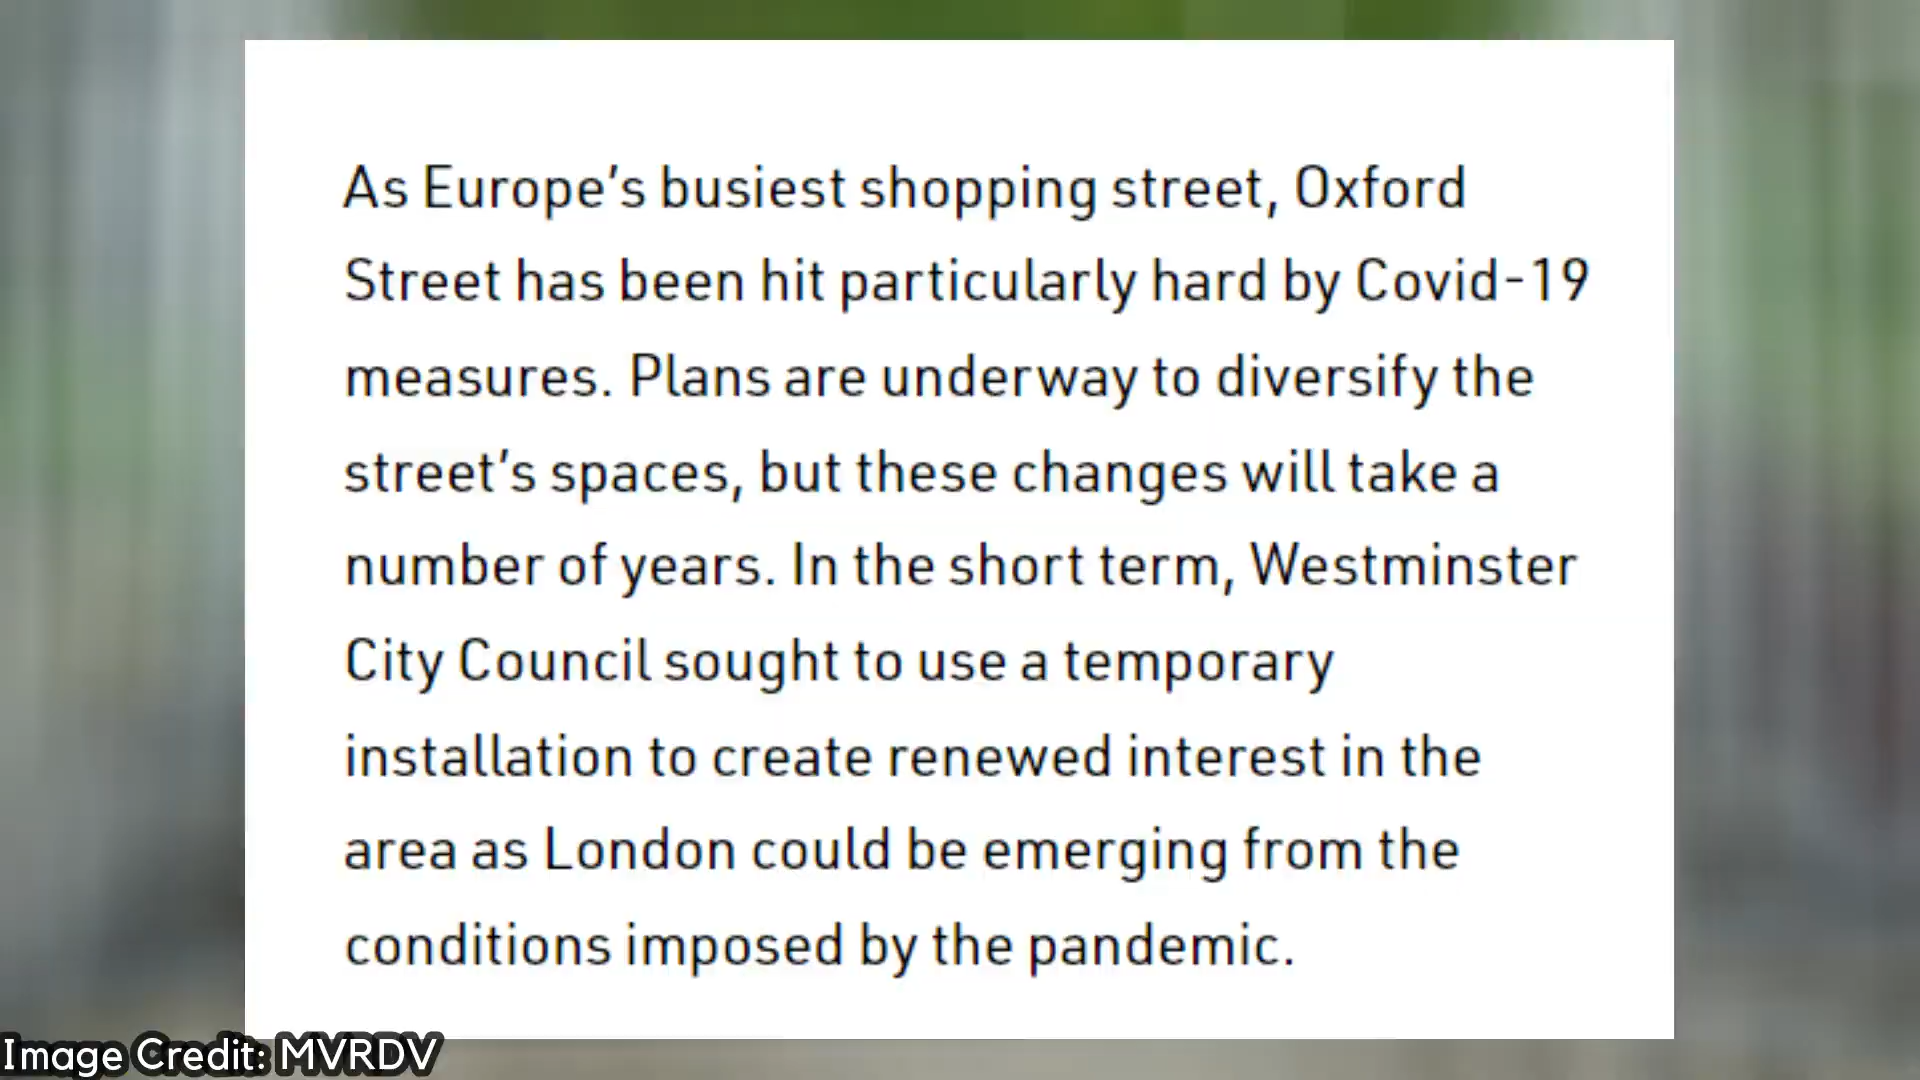 As Europe’s busiest shopping street, Oxford
Street has been hit particularly hard by Covid-19
measures. Plans are underway to diversify the
street’s spaces, but these changes will take a
number of years. In the short term, Westminster
City Council sought to use a temporary
installation to create renewed interest in the
area as London could be emerging from the
conditions imposed by the pandemic.
Image Credit: MVRDV